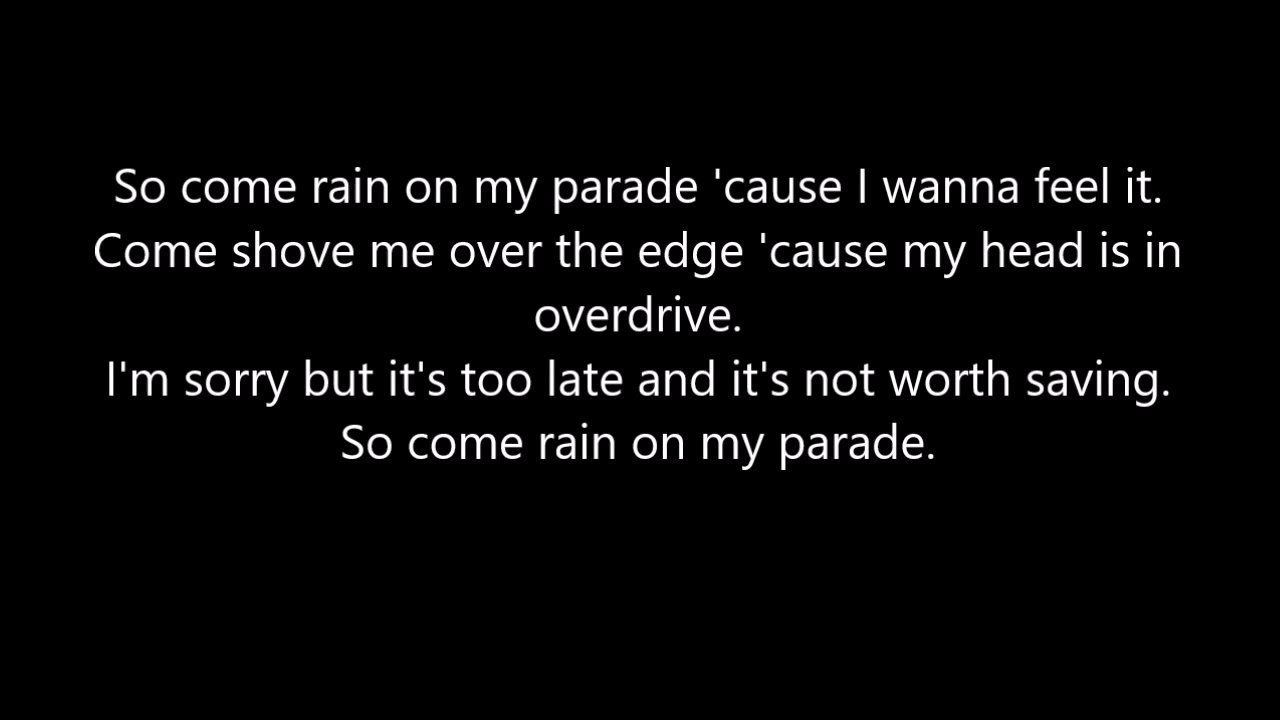 So come rain on my parade 'cause I wanna feel it.
Come shove me over the edge 'cause my head is in
overdrive.
I'm sorry but it's too late and it's not worth saving.
So come rain on my parade.